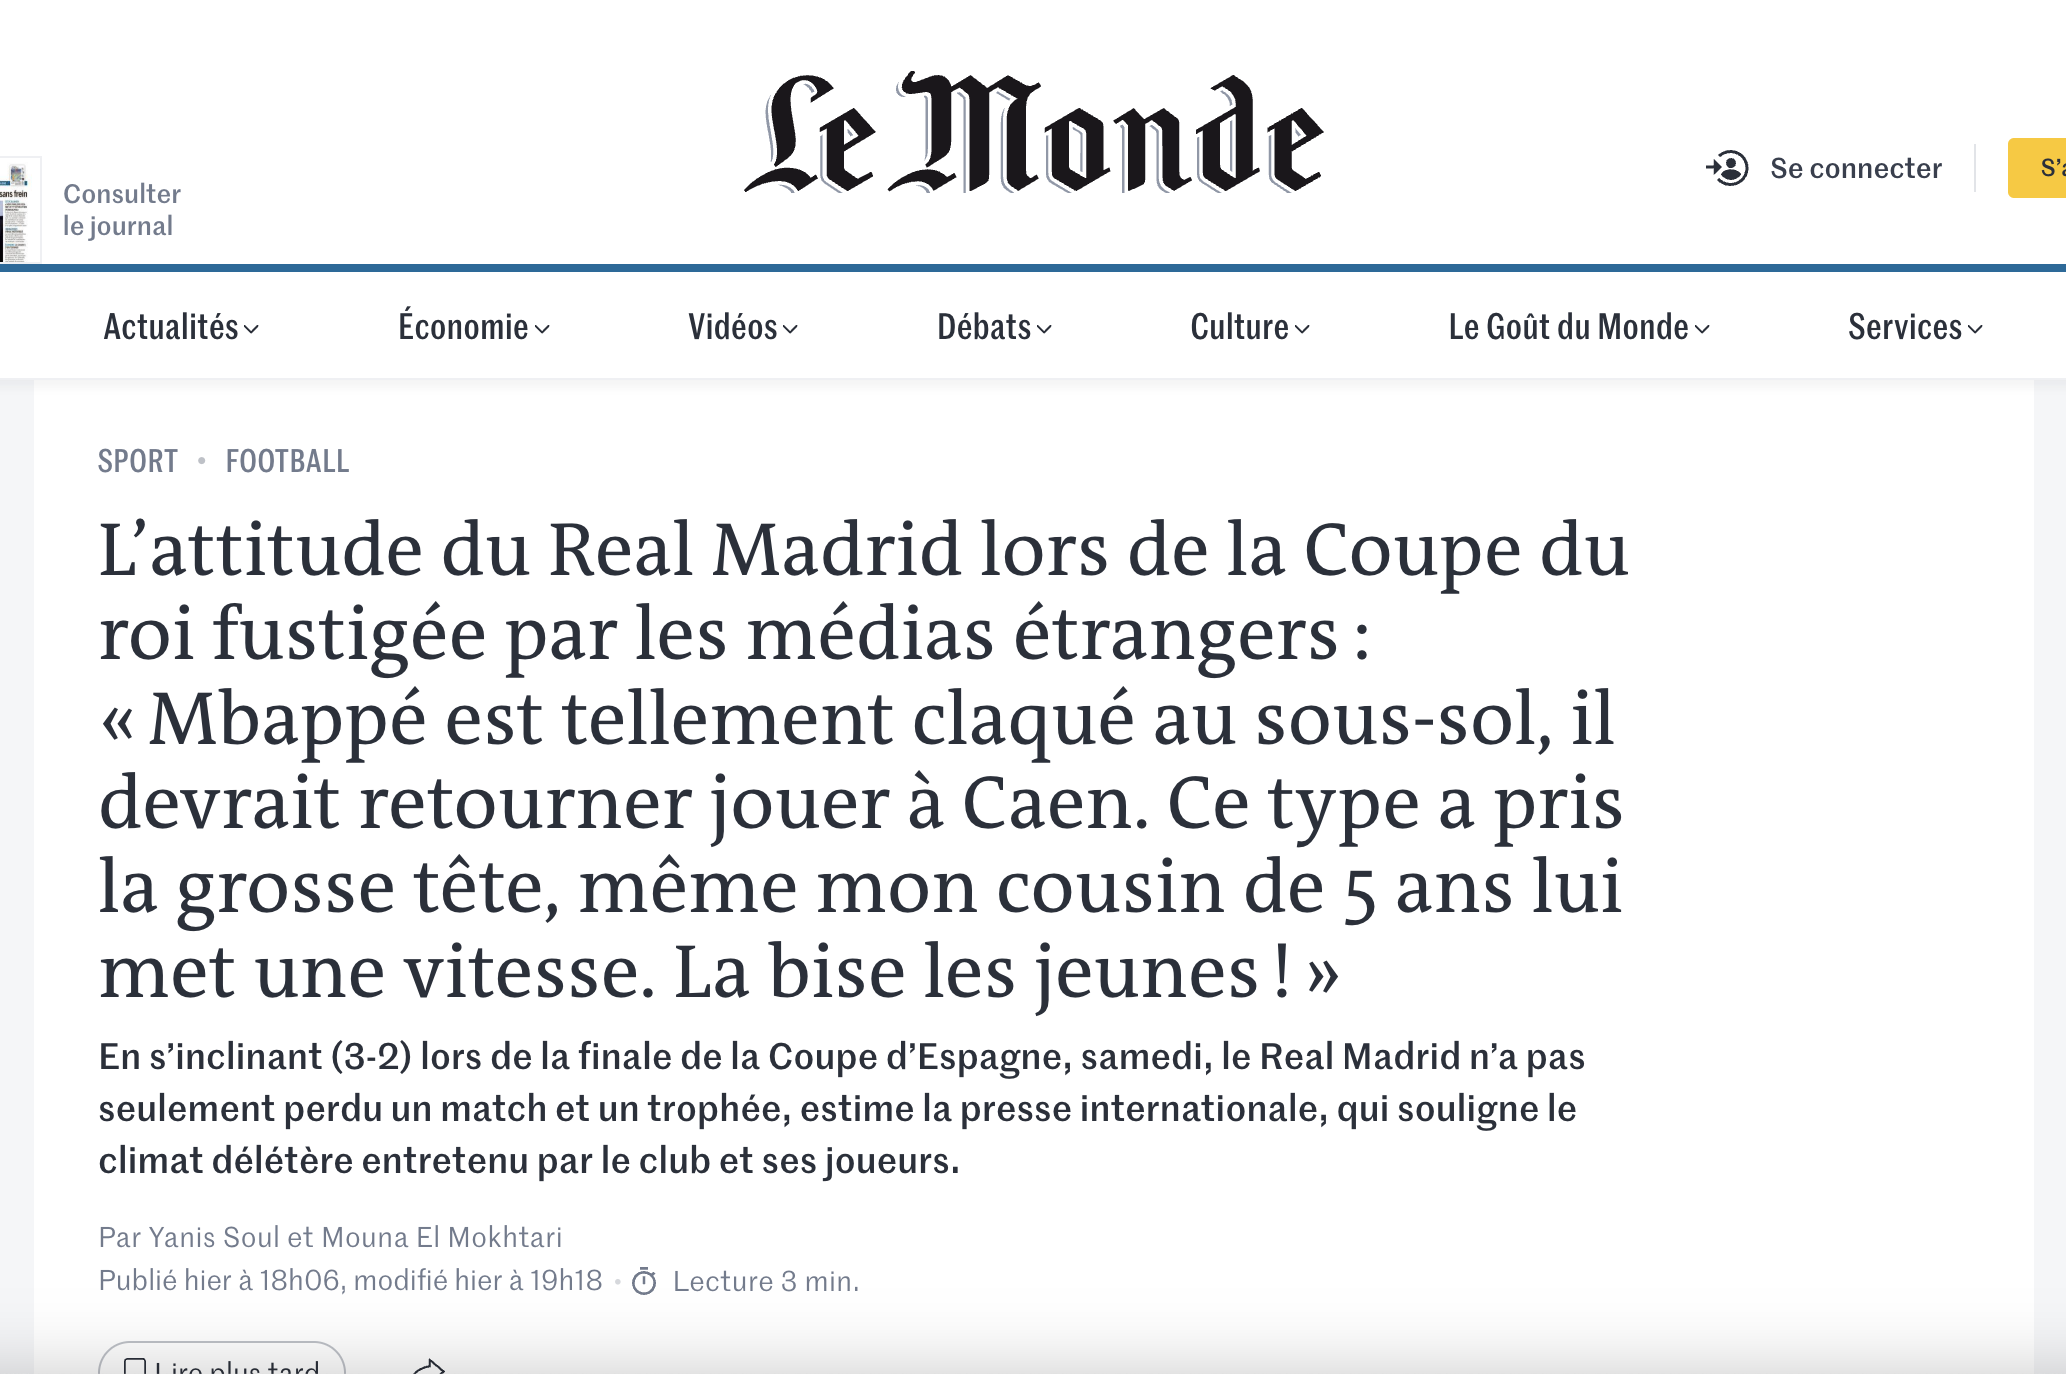 Le Monde
sans frein
Consulter
le journal
Se connecter
Actualités
Économie
Vidéos
Débats
Culture
Le Goût du Monde
Services
SPORT • FOOTBALL
L’attitude du Real Madrid lors de la Coupe du
roi fustigée par les médias étrangers :
« Mbappé est tellement claqué au sous-sol, il
devrait retourner jouer à Caen. Ce type a pris
la grosse tête, même mon cousin de 5 ans lui
met une vitesse. La bise les jeunes ! »
En s’inclinant (3-2) lors de la finale de la Coupe d’Espagne, samedi, le Real Madrid n’a pas
seulement perdu un match et un trophée, estime la presse internationale, qui souligne le
climat délétère entretenu par le club et ses joueurs.
Par Yanis Soul et Mouna El Mokhtari
Publié hier à 18h06, modifié hier à 19h18 • Lecture 3 min.
Lire plus tard